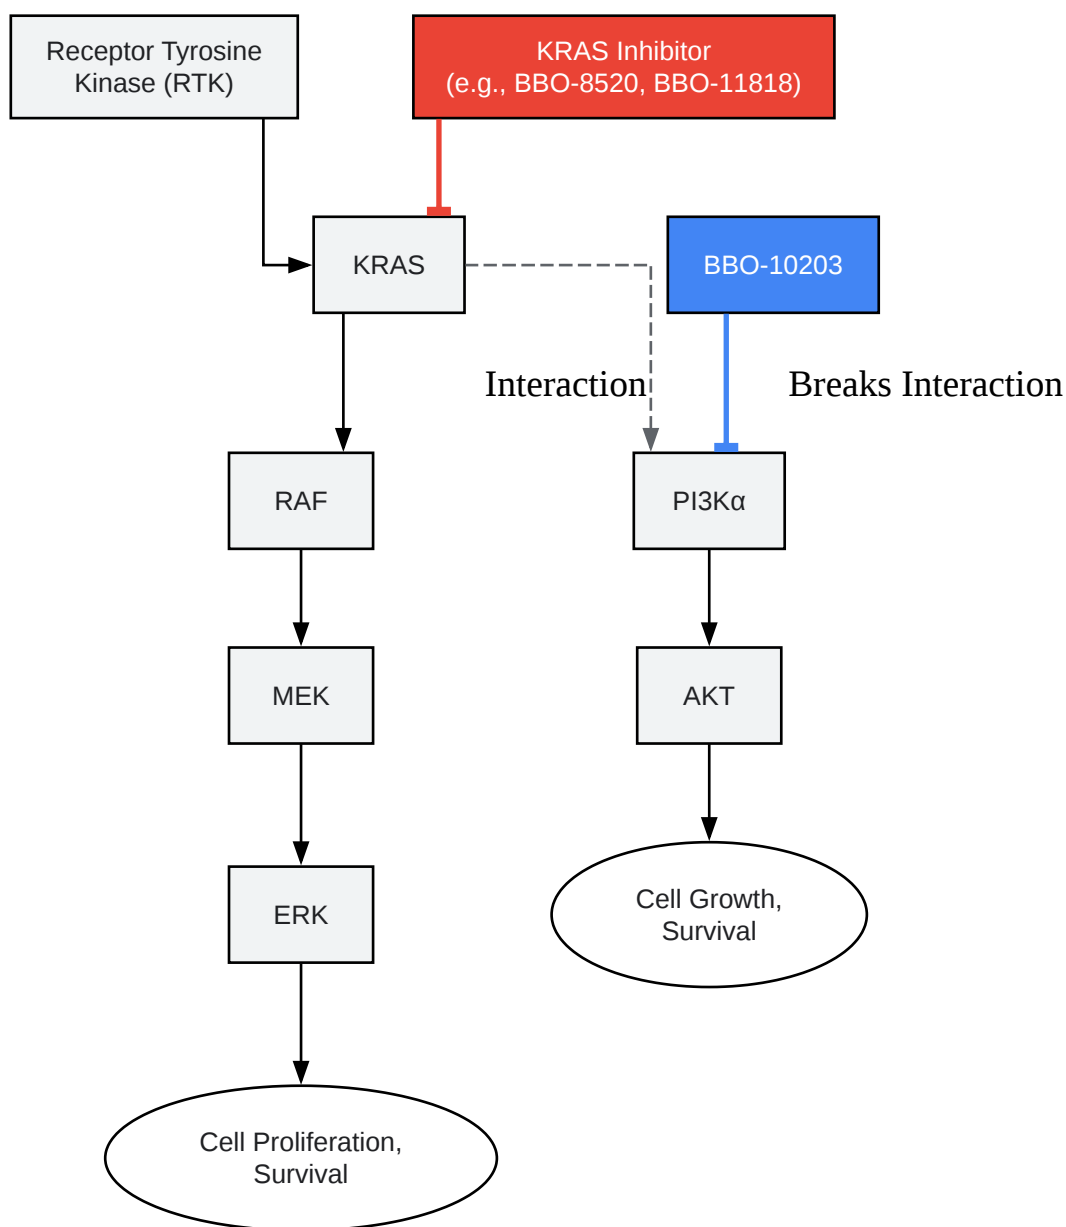 Receptor Tyrosine
Kinase (RTK)
KRAS Inhibitor
(e.g., BBO-8520, BBO-11818)
KRAS
BBO-10203
Interaction
Breaks Interaction
RAF
PI3Kα
MEK
AKT
ERK
Cell Growth,
Survival
Cell Proliferation,
Survival